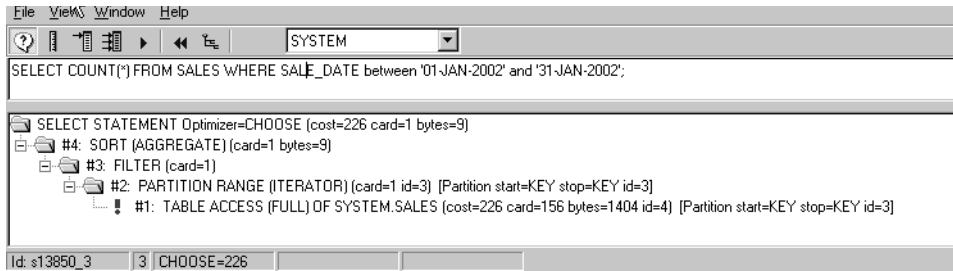 File View Window Help
SYSTEM
SELECT COUNT(*) FROM SALES WHERE SALE_DATE between '01-JAN-2002' and '31-JAN-2002';
SELECT STATEMENT Optimizer=CHOOSE (cost=226 card=1 bytes=9)
#4: SORT (AGGREGATE) (card=1 bytes=9)
#3: FILTER (card=1)
#2: PARTITION RANGE (ITERATOR) (card=1 id=3) [Partition start=KEY stop=KEY id=3]
#1: TABLE ACCESS (FULL) OF SYSTEM.SALES (cost=226 card=156 bytes=1404 id=4) [Partition start=KEY stop=KEY id=3]
Id: s13850_3 3 CHOOSE=226